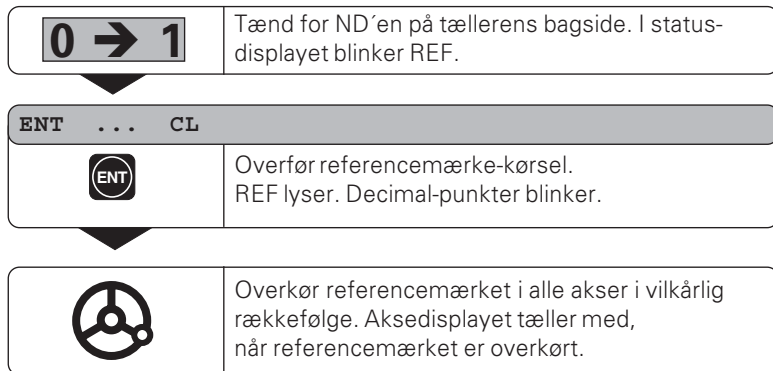 0 → 1
Tænd for ND´en på tællerens bagside. I status-
displayet blinker REF.
ENT ... CL
ENT
Overfør referencemærke-kørsel.
REF lyser. Decimal-punkter blinker.
Overkør referencemærket i alle akser i vilkårlig
rækkefølge. Aksedisplayet tæller med,
når referencemærket er overkørt.